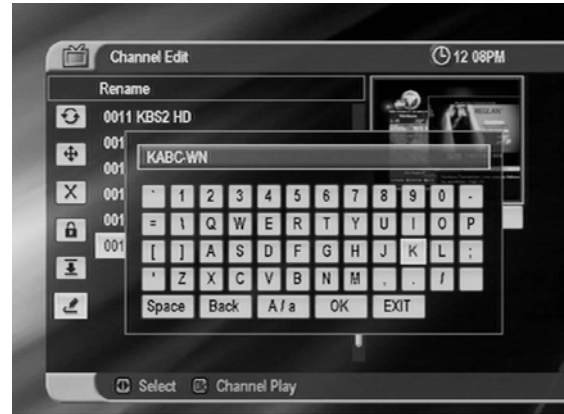 Channel Edit 12 08PM
Rename
0011 KBS2 HD
001
001
001
001
001
KABC-WN
` 1 2 3 4 5 6 7 8 9 0 -
= \ Q W E R T Y U I O P
[ ] A S D F G H J K L ;
' Z X C V B N M , . /
Space Back A / a OK EXIT
Select Channel Play